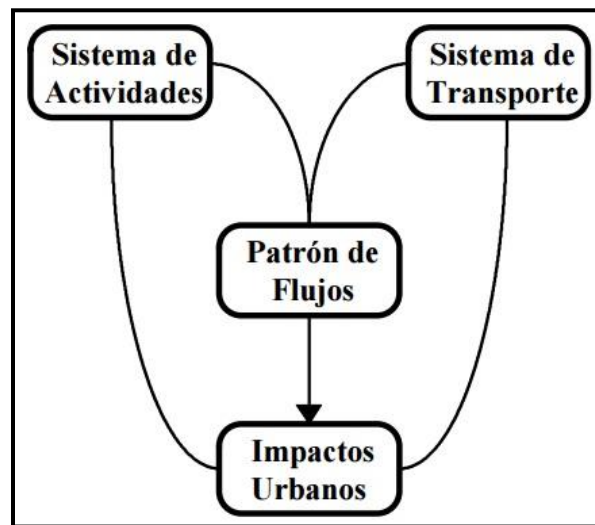 Sistema de
Actividades
Sistema de
Transporte
Patrón de
Flujos
Impactos
Urbanos